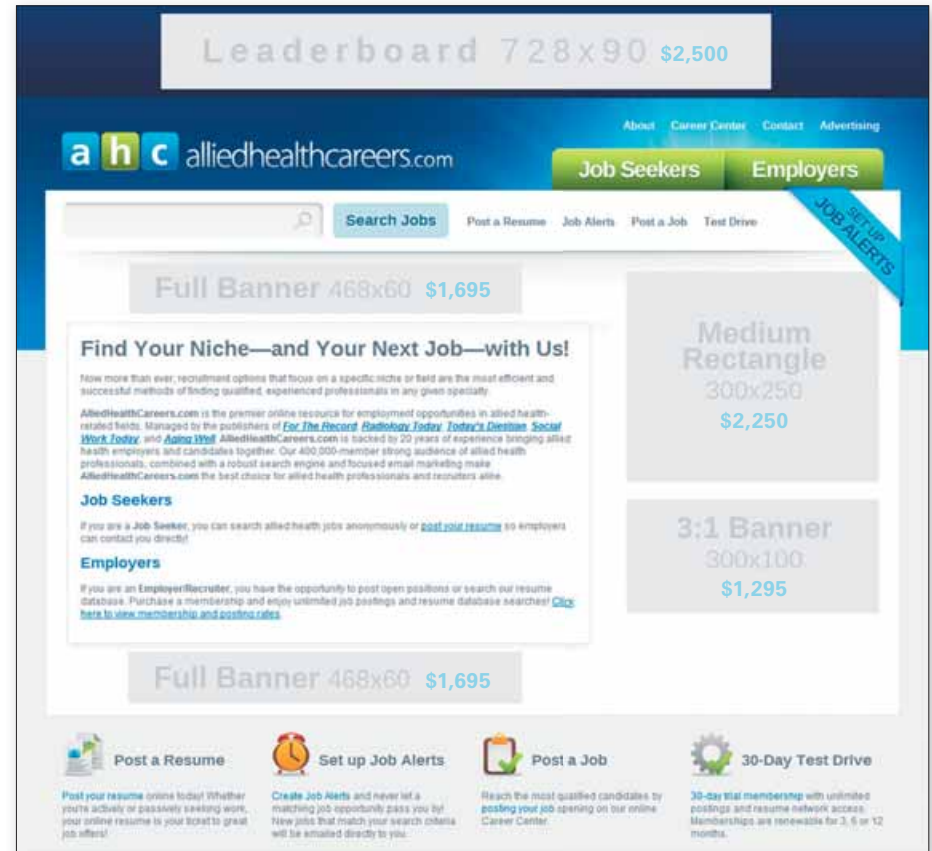 Leaderboard 728x90 $2,500
About Career Center Contact Advertising
ahc alliedhealthcareers.com
Job Seekers Employers
Search Jobs Post a Resume Job Alerts Post a Job Test Drive
SET UP
JOB ALERTS
Full Banner 468x60 $1,695
Medium
Rectangle
300x250
$2,250
Find Your Niche—and Your Next Job—with Us!
Now more than ever, recruitment options that focus on a specific niche or field are the most efficient and
successful methods of finding qualified, experienced professionals in any given specialty.
AlliedHealthCareers.com is the premier online resource for employment opportunities in allied health-
related fields. Managed by the publishers of For The Record, Radiology Today, Today's Dietitian, Social
Work Today, and Aging Well, AlliedHealthCareers.com is backed by 20 years of experience bringing allied
health employers and candidates together. Our 400,000-member strong audience of allied health
professionals, combined with a robust search engine and focused email marketing make
AlliedHealthCareers.com the best choice for allied health professionals and recruiters alike.
Job Seekers
If you are a Job Seeker, you can search allied health jobs anonymously or post your resume so employers
can contact you directly!
Employers
If you are an Employer/Recruiter, you have the opportunity to post open positions or search our resume
database. Purchase a membership and enjoy unlimited job postings and resume database searches! Click
here to view membership and posting rates.
3:1 Banner
300x100
$1,295
Full Banner 468x60 $1,695
Post a Resume
Post your resume online today! Whether
you're actively or passively seeking work,
your online resume is your ticket to great
job offers!
Set up Job Alerts
Create Job Alerts and never let a
matching job opportunity pass you by!
New jobs that match your search criteria
will be emailed directly to you.
Post a Job
Reach the most qualified candidates by
posting your job opening on our online
Career Center.
30-Day Test Drive
30-day trial membership with unlimited
postings and resume network access.
Memberships are renewable for 3, 6 or 12
months.